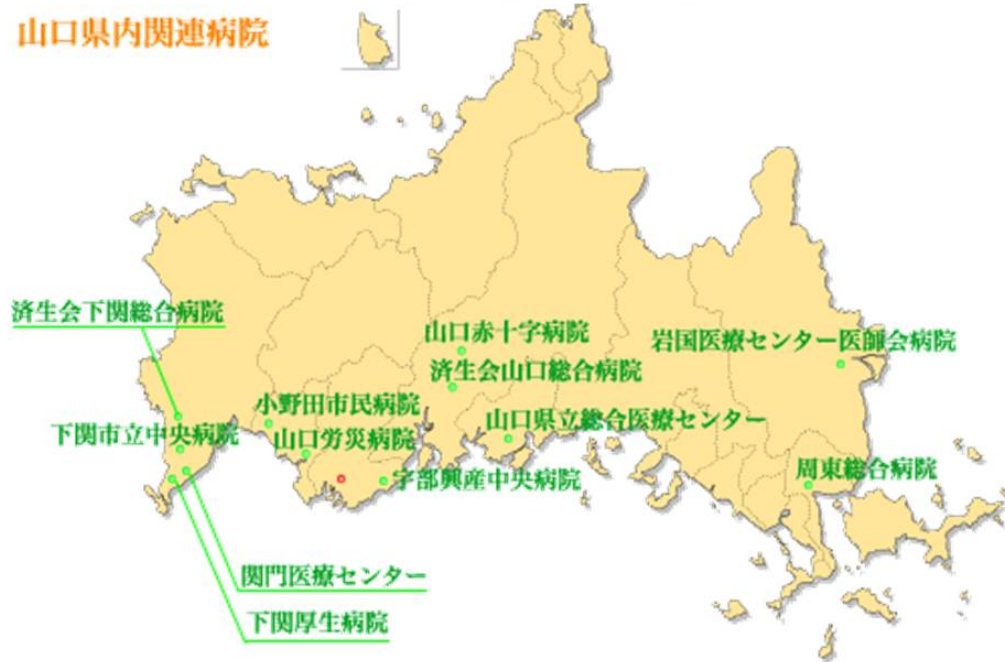 山口県内関連病院
済生会下関総合病院
山口赤十字病院
岩国医療センター医師会病院
済生会山口総合病院
小野田市民病院
山口県立総合医療センター
下関市立中央病院
山口労災病院
周東総合病院
宇部興産中央病院
関門医療センター
下関厚生病院